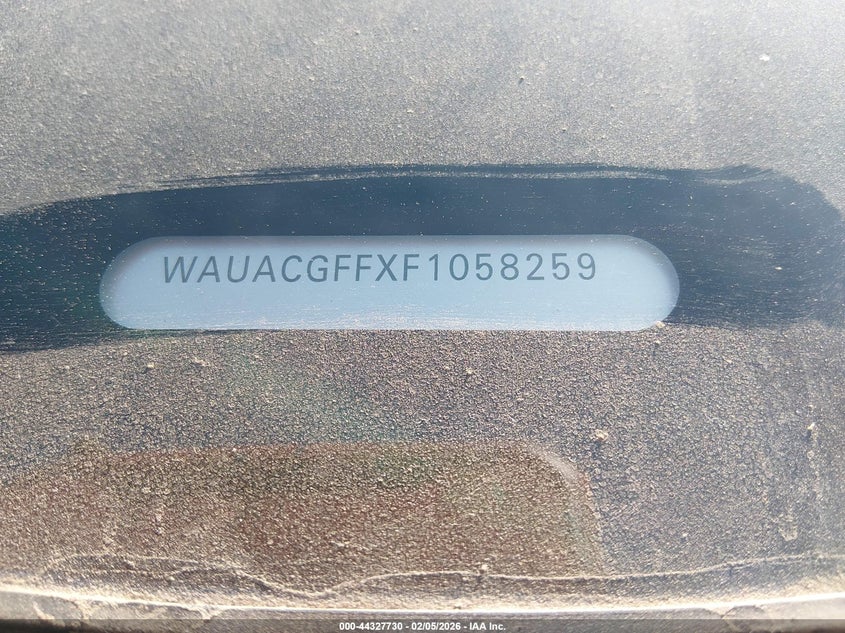 WAUACGFFXF1058259
000-44327730 - 02/05/2026 - IAA Inc.